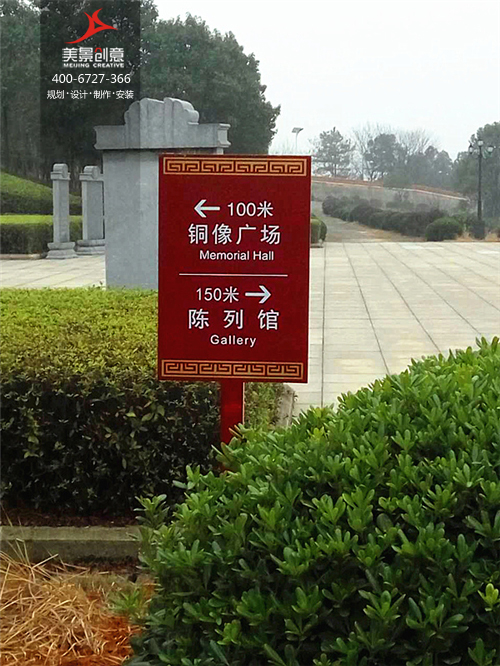 美景创意
MEIJING CREATIVE
400-6727-366
规划·设计·制作·安装
← 100米
铜像广场
Memorial Hall
150米 →
陈列馆
Gallery